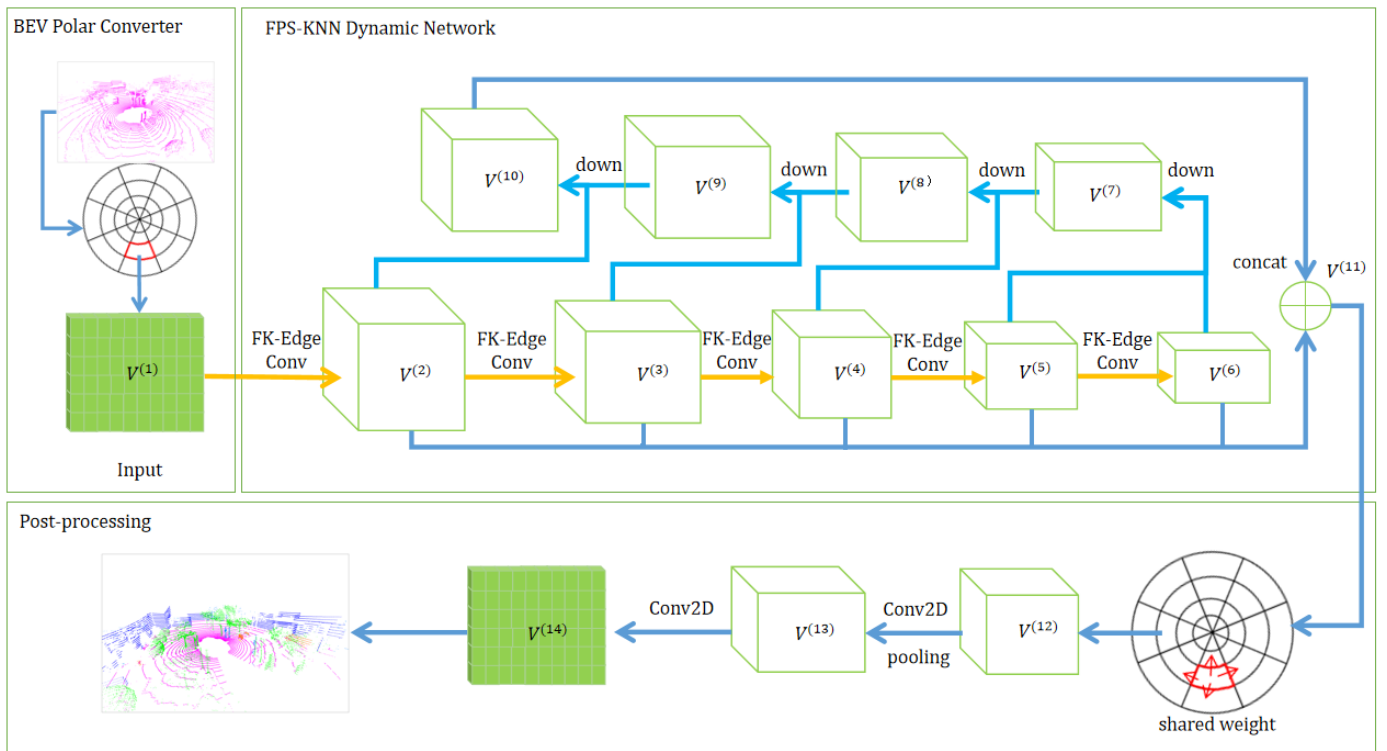 BEV Polar Converter
V^(1)
Input
FPS-KNN Dynamic Network
V^(10)
down
V^(9)
down
V^(8)
down
V^(7)
down
concat
V^(11)
FK-Edge
Conv
V^(2)
FK-Edge
Conv
V^(3)
FK-Edge
Conv
V^(4)
FK-Edge
Conv
V^(5)
FK-Edge
Conv
V^(6)
Post-processing
V^(14)
Conv2D
V^(13)
Conv2D
pooling
V^(12)
shared weight